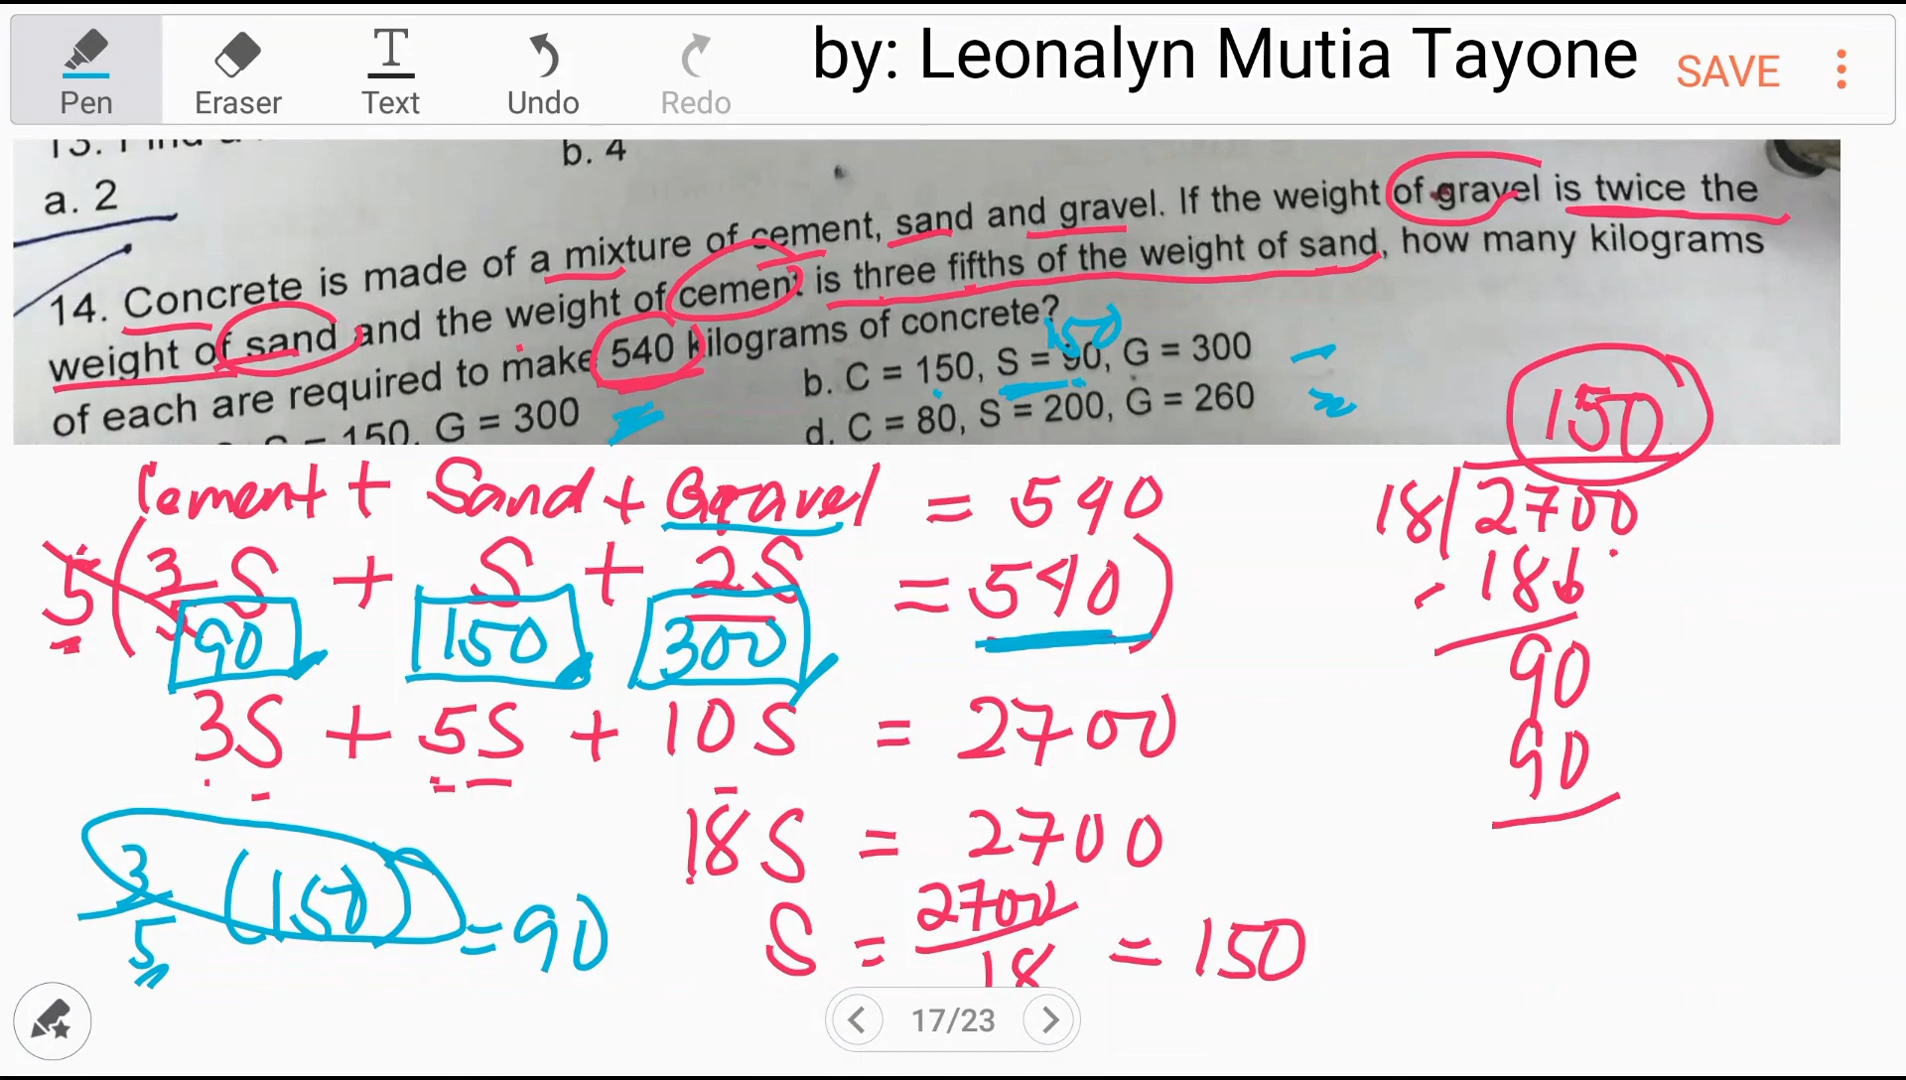 by: Leonalyn Mutia Tayone
SAVE
Pen
Eraser
Text
Undo
Redo
b. 4
a. 2
14. Concrete is made of a mixture of cement, sand and gravel. If the weight of gravel is twice the
weight of sand and the weight of cement is three fifths of the weight of sand, how many kilograms
of each are required to make 540 kilograms of concrete?
150
b. C = 150, S = 90, G = 300
= 150, G = 300
d. C = 80, S = 200, G = 260
Cement + Sand + Gravel = 540
5 ( 3 S + S + 2S = 540 )
90 150 300
3S + 5S + 10S = 2700
18S = 2700
S = 2700/18 = 150
3/5 (150) = 90
150
18 2700
- 18
90
90
17/23